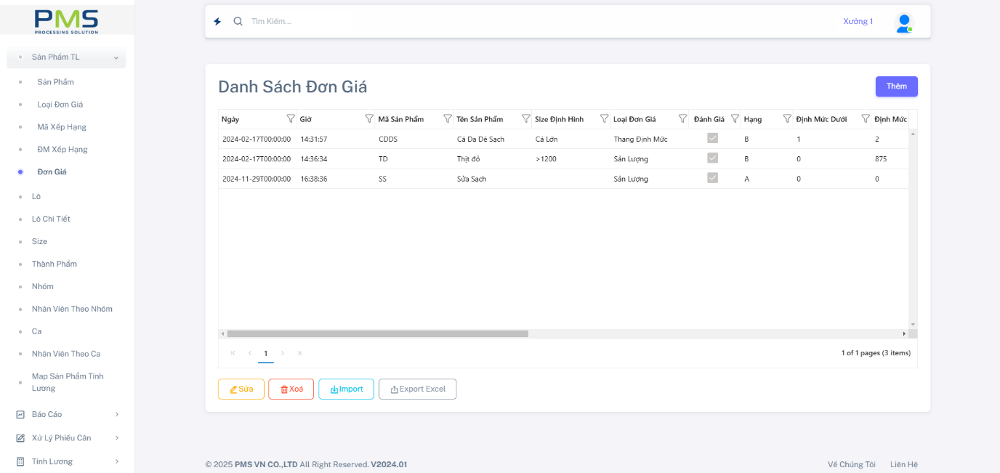 PMS
PROCESSING SOLUTION
Tìm Kiếm...
Xưởng 1
Sản Phẩm TL
Sản Phẩm
Loại Đơn Giá
Mã Xếp Hạng
ĐM Xếp Hạng
Đơn Giá
Lô
Lô Chi Tiết
Size
Thành Phẩm
Nhóm
Nhân Viên Theo Nhóm
Ca
Nhân Viên Theo Ca
Map Sản Phẩm Tính
Lương
Báo Cáo
Xử Lý Phiếu Cân
Tính Lương
Danh Sách Đơn Giá
Thêm
Ngày Giờ Mã Sản Phẩm Tên Sản Phẩm Size Định Hình Loại Đơn Giá Đánh Giá Hạng Định Mức Dưới Định Mức
2024-02-17T00:00:00 14:31:57 CDDS Cá Da Dè Sạch Cá Lớn Thang Định Mức B 1 2
2024-02-17T00:00:00 14:36:34 TD Thịt đỏ >1200 Sản Lượng B 0 875
2024-11-29T00:00:00 16:38:36 SS Sửa Sạch Sản Lượng A 0 0
1
1 of 1 pages (3 items)
Sửa Xoá Import Export Excel
© 2025 PMS VN CO.,LTD All Right Reserved. V2024.01
Về Chúng Tôi Liên Hệ